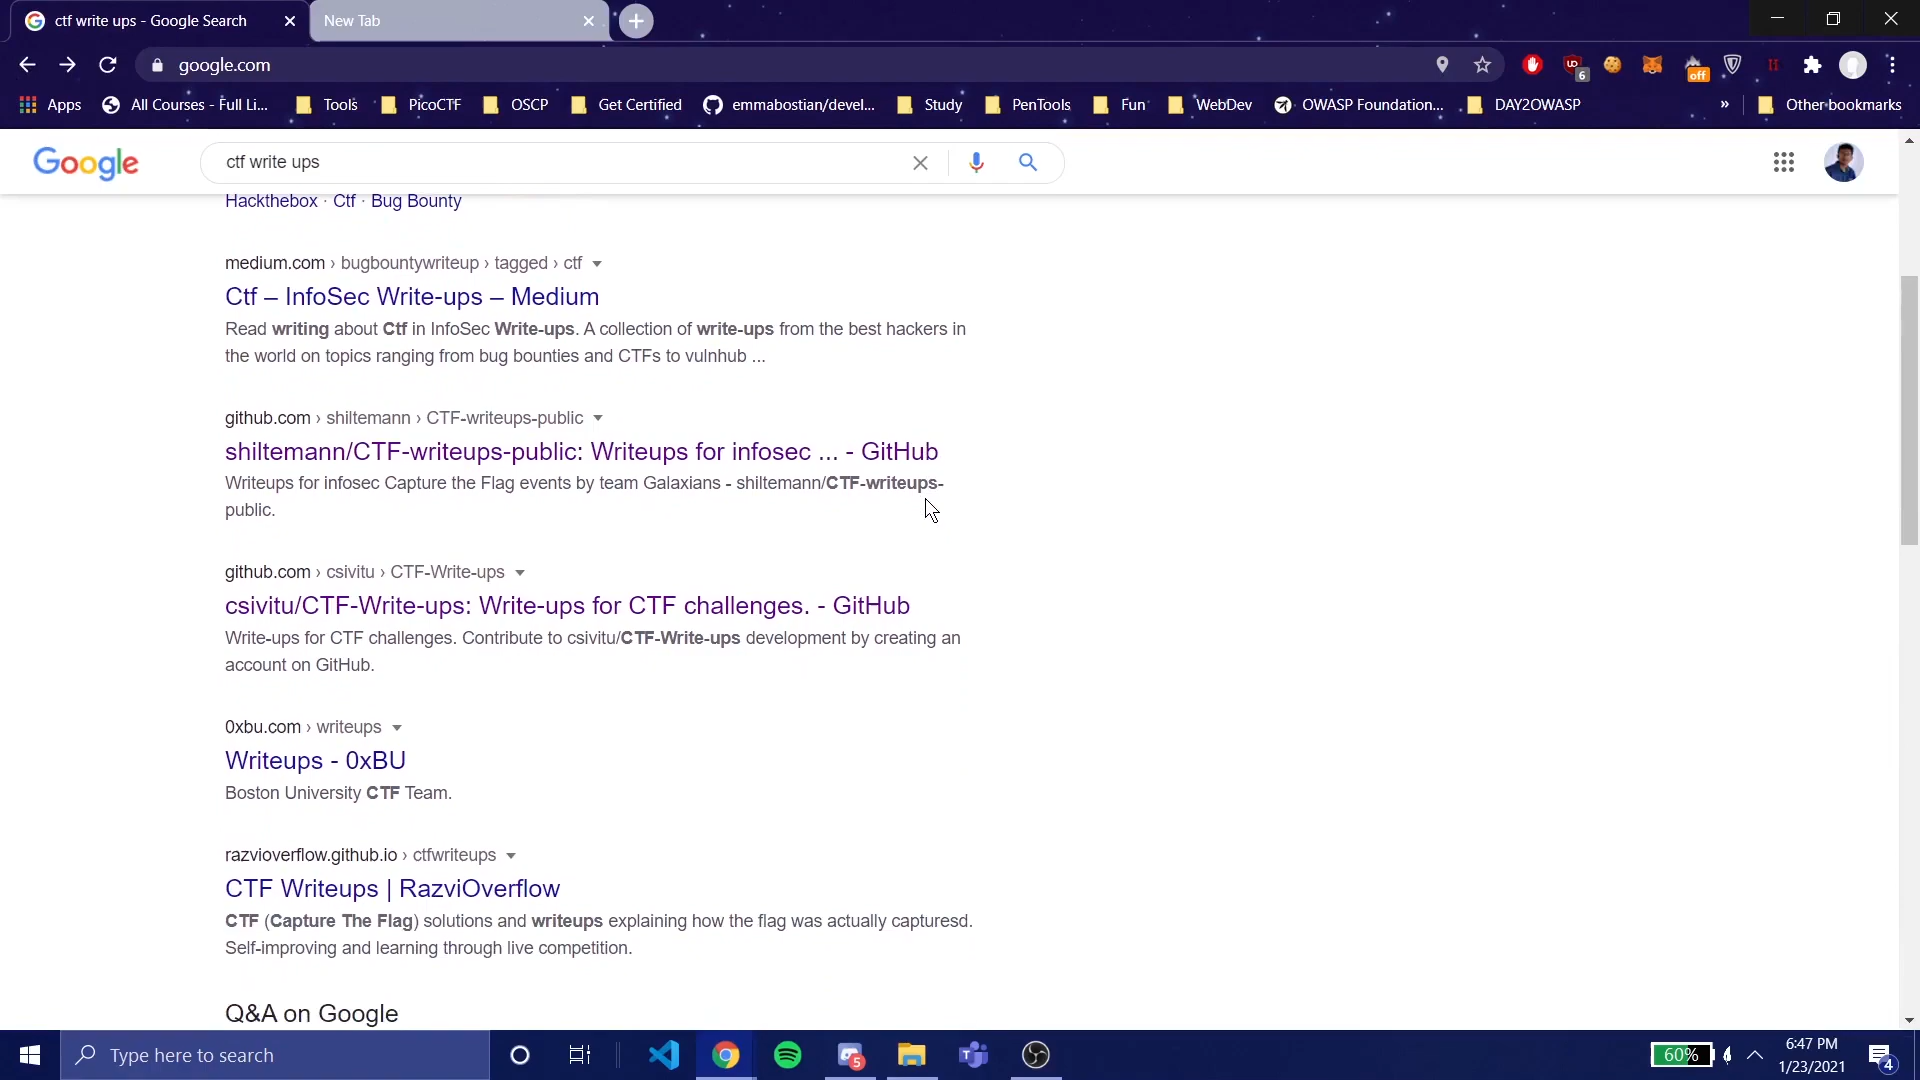 ctf write ups - Google Search
New Tab
google.com
6
off
Apps
All Courses - Full Li...
Tools
PicoCTF
OSCP
Get Certified
emmabostian/devel...
Study
PenTools
Fun
WebDev
OWASP Foundation...
DAY2OWASP
»
Other bookmarks
Google
ctf write ups
Hackthebox · Ctf · Bug Bounty
medium.com › bugbountywriteup › tagged › ctf
Ctf – InfoSec Write-ups – Medium
Read writing about Ctf in InfoSec Write-ups. A collection of write-ups from the best hackers in
the world on topics ranging from bug bounties and CTFs to vulnhub ...
github.com › shiltemann › CTF-writeups-public
shiltemann/CTF-writeups-public: Writeups for infosec ... - GitHub
Writeups for infosec Capture the Flag events by team Galaxians - shiltemann/CTF-writeups-
public.
github.com › csivitu › CTF-Write-ups
csivitu/CTF-Write-ups: Write-ups for CTF challenges. - GitHub
Write-ups for CTF challenges. Contribute to csivitu/CTF-Write-ups development by creating an
account on GitHub.
0xbu.com › writeups
Writeups - 0xBU
Boston University CTF Team.
razvioverflow.github.io › ctfwriteups
CTF Writeups | RazviOverflow
CTF (Capture The Flag) solutions and writeups explaining how the flag was actually capturesd.
Self-improving and learning through live competition.
Q&A on Google
Type here to search
5
60%
6:47 PM
1/23/2021
4